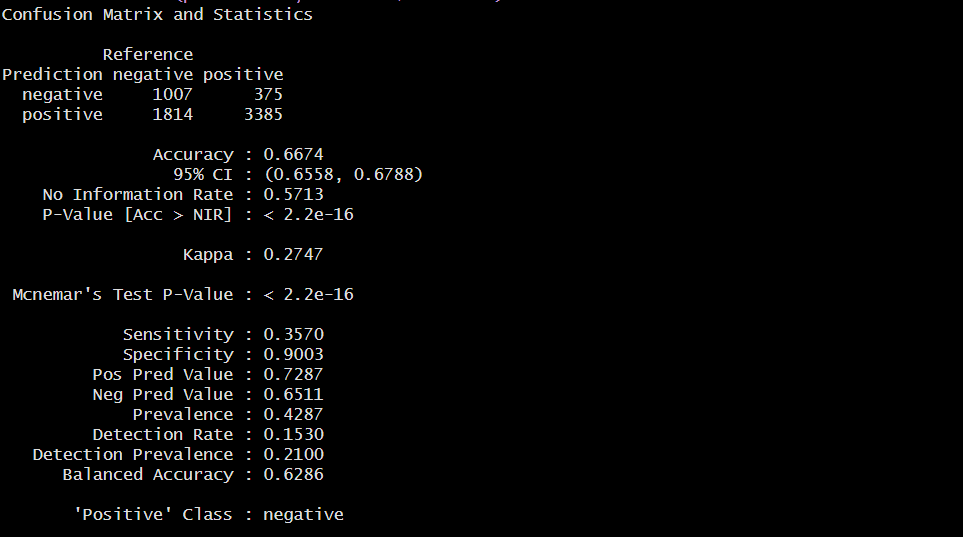 Confusion Matrix and Statistics
Reference
Prediction negative positive
negative 1007 375
positive 1814 3385
Accuracy : 0.6674
95% CI : (0.6558, 0.6788)
No Information Rate : 0.5713
P-Value [Acc > NIR] : < 2.2e-16
Kappa : 0.2747
Mcnemar's Test P-Value : < 2.2e-16
Sensitivity : 0.3570
Specificity : 0.9003
Pos Pred Value : 0.7287
Neg Pred Value : 0.6511
Prevalence : 0.4287
Detection Rate : 0.1530
Detection Prevalence : 0.2100
Balanced Accuracy : 0.6286
'Positive' Class : negative